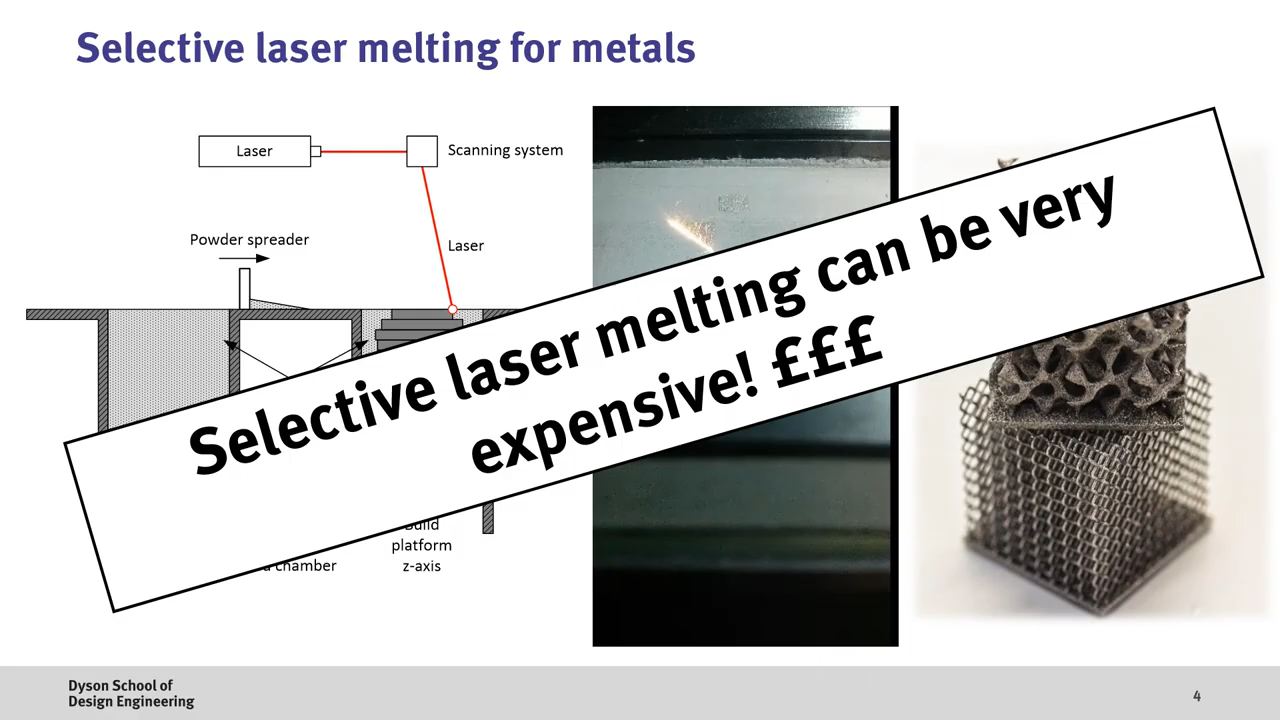 Selective laser melting for metals
Laser
Scanning system
Powder spreader
Laser
Selective laser melting can be very
expensive! £££
platform
chamber
z-axis
Dyson School of
Design Engineering
4